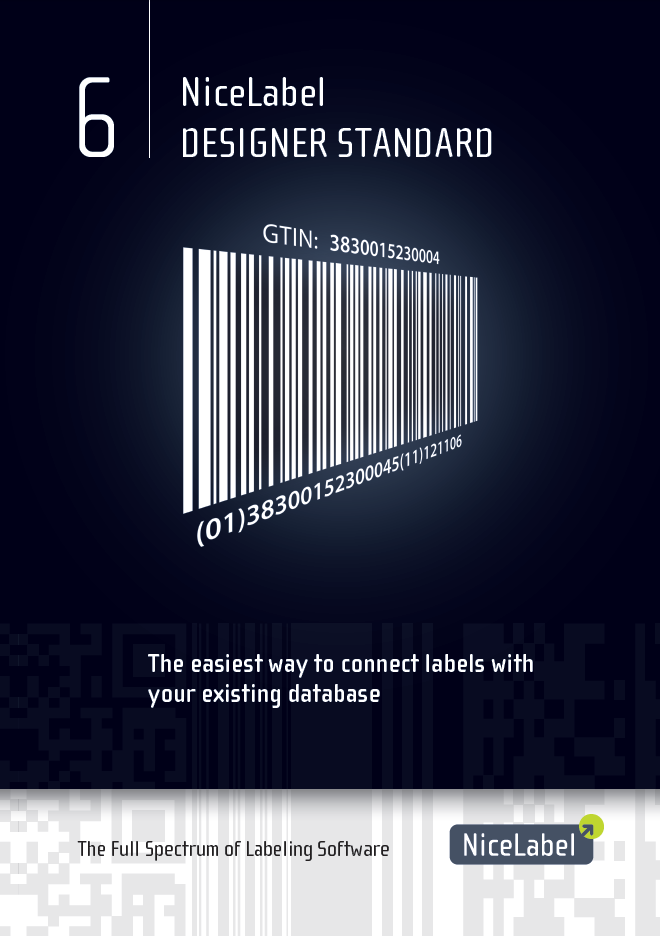 6
NiceLabel
DESIGNER STANDARD
GTIN: 3830015230004
(01)38300152300045(11)121106
The easiest way to connect labels with
your existing database
The Full Spectrum of Labeling Software
NiceLabel